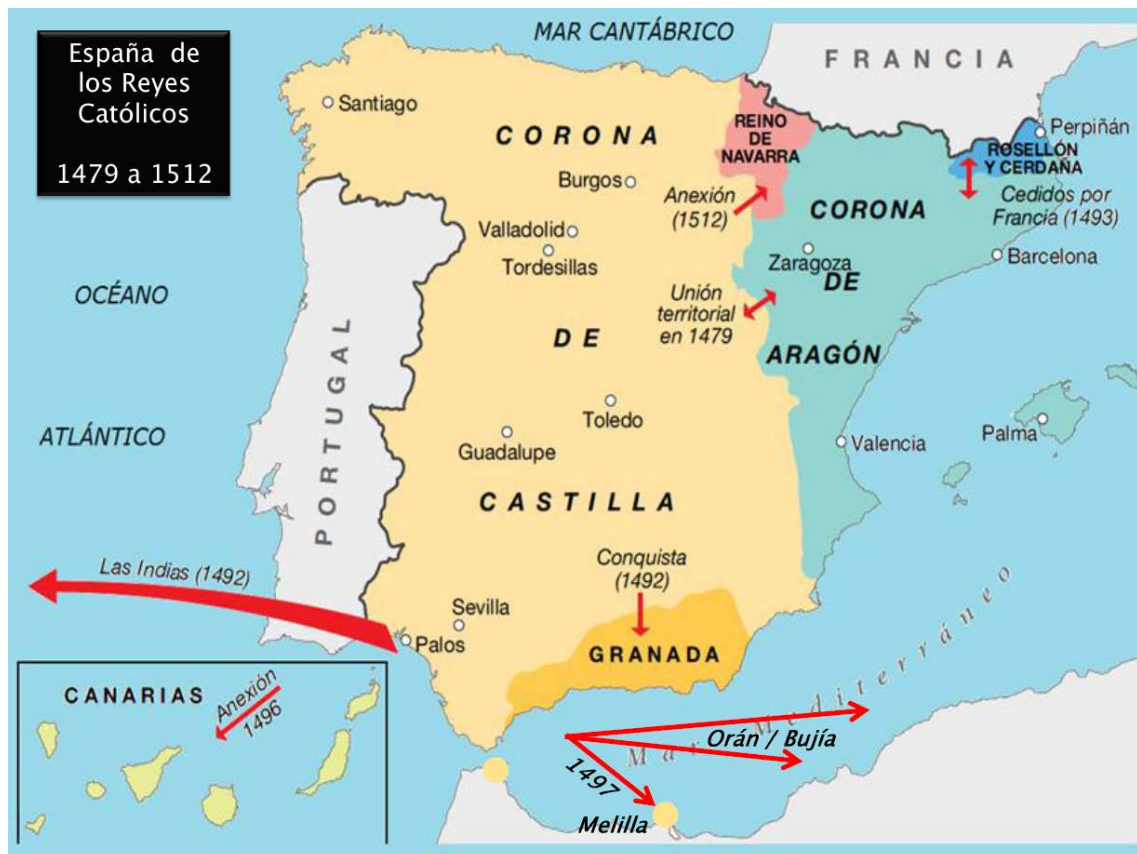 España de
los Reyes
Católicos
1479 a 1512
MAR CANTÁBRICO
FRANCIA
Santiago
CORONA
REINO
DE
NAVARRA
Perpiñán
ROSELLÓN
Y CERDAÑA
Burgos
Anexión
(1512)
CORONA
Cedidos por
Francia (1493)
Valladolid
Tordesillas
Zaragoza
Barcelona
DE
OCÉANO
Unión
territorial
en 1479
DE
ARAGÓN
PORTUGAL
Toledo
ATLÁNTICO
Guadalupe
Palma
Valencia
CASTILLA
Las Indias (1492)
Conquista
(1492)
Sevilla
Palos
GRANADA
Mar Mediterráneo
CANARIAS
Anexión
1496
Orán / Bujía
1497
Melilla